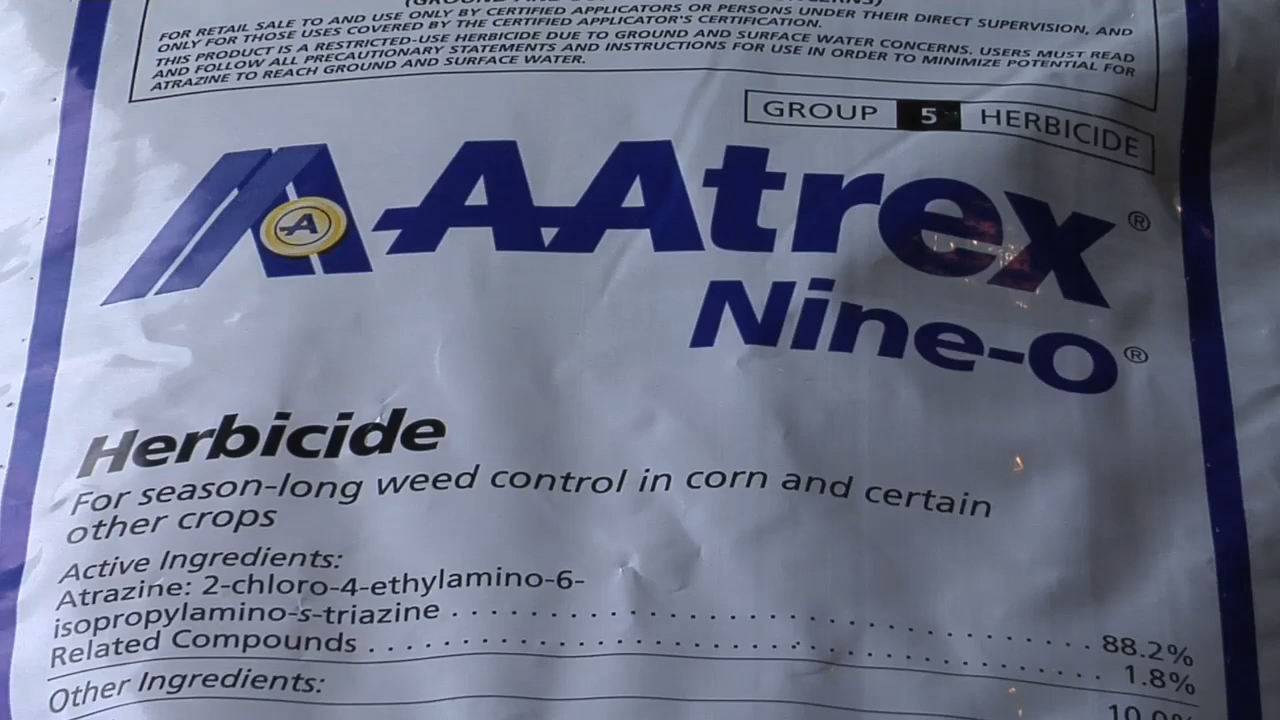 FOR RETAIL SALE TO AND USE ONLY BY CERTIFIED APPLICATORS OR PERSONS UNDER THEIR DIRECT SUPERVISION, AND
ONLY FOR THOSE USES COVERED BY THE CERTIFIED APPLICATOR'S CERTIFICATION.
THIS PRODUCT IS A RESTRICTED-USE HERBICIDE DUE TO GROUND AND SURFACE WATER CONCERNS. USERS MUST READ
AND FOLLOW ALL PRECAUTIONARY STATEMENTS AND INSTRUCTIONS FOR USE IN ORDER TO MINIMIZE POTENTIAL FOR
ATRAZINE TO REACH GROUND AND SURFACE WATER.
GROUP 5 HERBICIDE
A AAtrex®
Nine-O®
Herbicide
For season-long weed control in corn and certain
other crops
Active Ingredients:
Atrazine: 2-chloro-4-ethylamino-6-
isopropylamino-s-triazine . . . . . . . . . . . . . . . . . . . . . . . . . . . . . . . . . 88.2%
Related Compounds . . . . . . . . . . . . . . . . . . . . . . . . . . . . . . . . . . . . . . 1.8%
Other Ingredients: